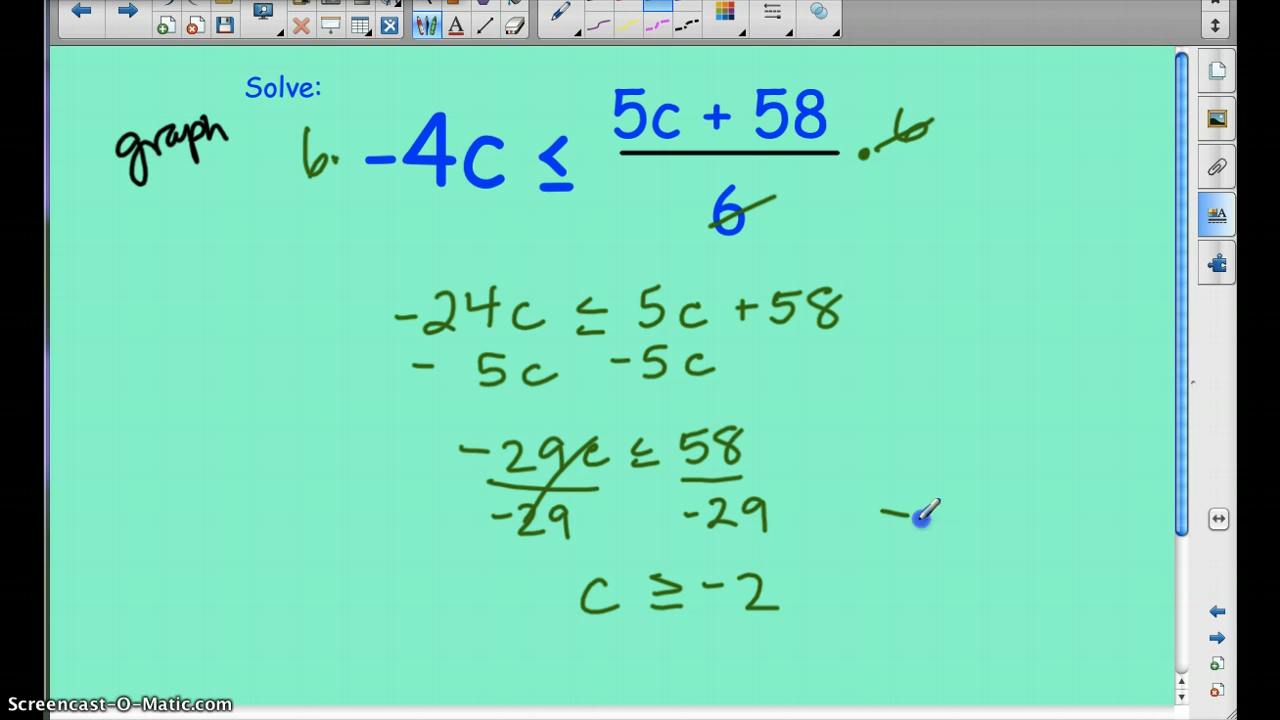 Solve:
graph
6· -4c ≤ 5c + 58 / 6 · 6
-24c ≤ 5c + 58
- 5c -5c
-29c ≤ 58
-29 -29
-
c ≥ -2
Screencast-O-Matic.com